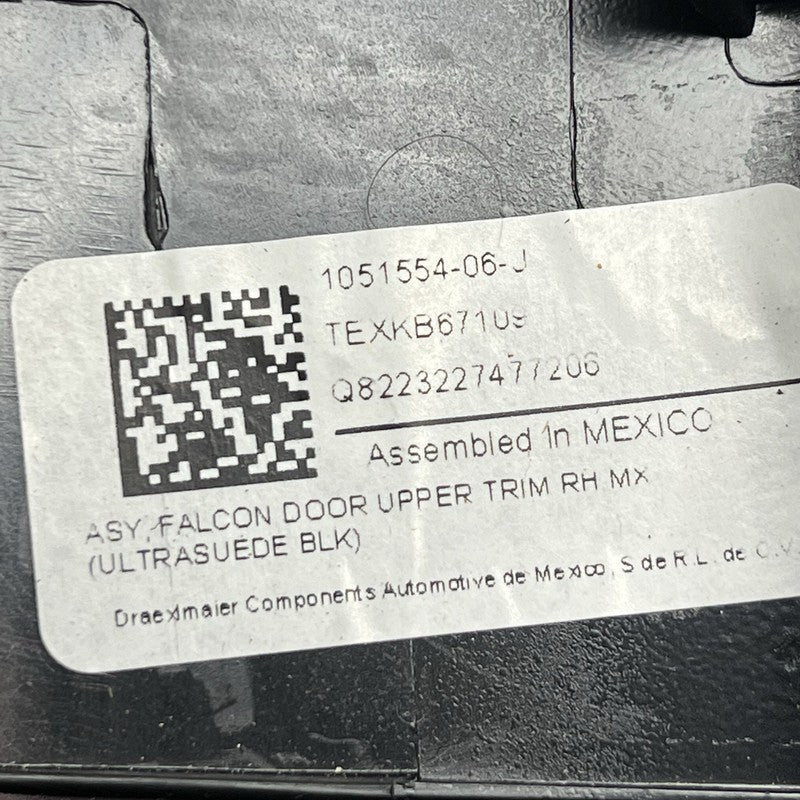 1051554-06-J
TEXKB67109
Q8223227477206
Assembled in MEXICO
ASY, FALCON DOOR UPPER TRIM RH MX
(ULTRASUEDE BLK)
Draexlmaier Components Automotive de Mexico, S de R.L. de C.V.